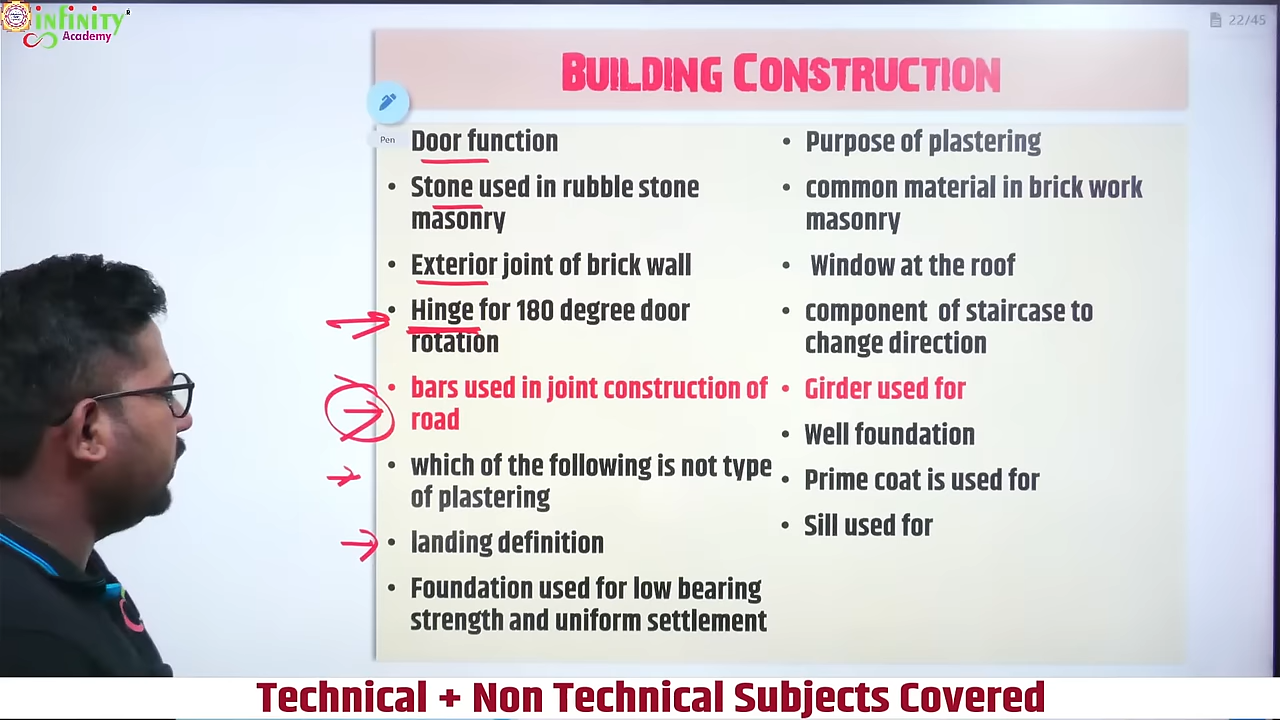 infinity
Academy
22/45
BUILDING CONSTRUCTION
Pen
Door function
• Stone used in rubble stone
masonry
• Exterior joint of brick wall
• Hinge for 180 degree door
rotation
• bars used in joint construction of
road
• which of the following is not type
of plastering
• landing definition
• Foundation used for low bearing
strength and uniform settlement
• Purpose of plastering
• common material in brick work
masonry
• Window at the roof
• component of staircase to
change direction
• Girder used for
• Well foundation
• Prime coat is used for
• Sill used for
Technical + Non Technical Subjects Covered